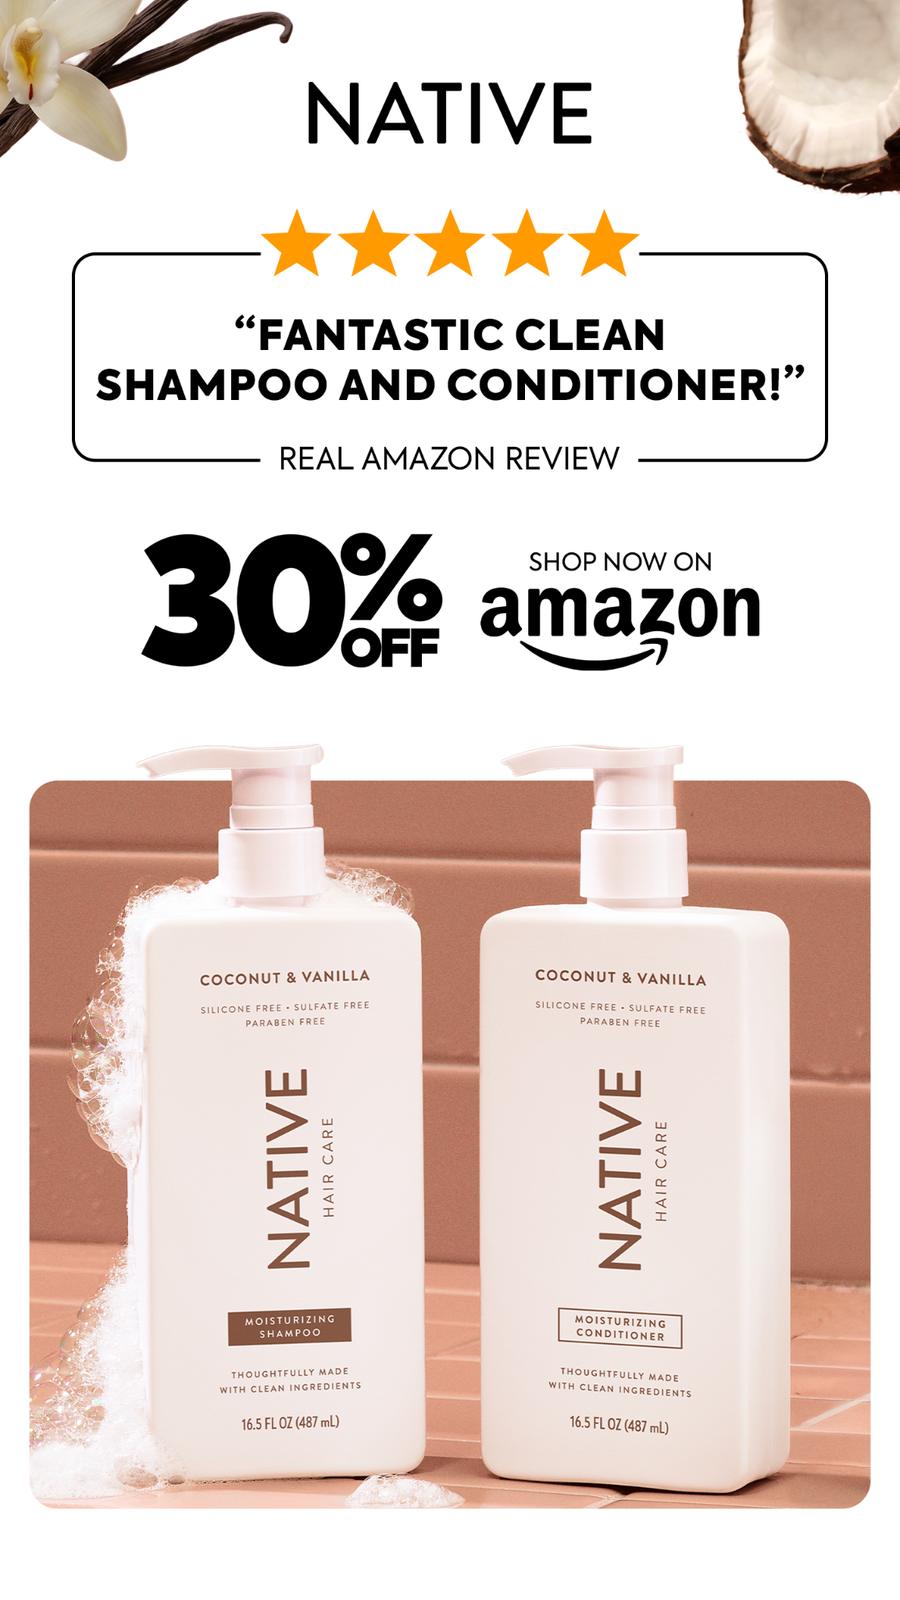 NATIVE
“FANTASTIC CLEAN
SHAMPOO AND CONDITIONER!”
REAL AMAZON REVIEW
30% OFF
SHOP NOW ON
amazon
COCONUT & VANILLA
SILICONE FREE • SULFATE FREE
PARABEN FREE
NATIVE
HAIR CARE
MOISTURIZING
SHAMPOO
THOUGHTFULLY MADE
WITH CLEAN INGREDIENTS
16.5 FL OZ (487 mL)
COCONUT & VANILLA
SILICONE FREE • SULFATE FREE
PARABEN FREE
NATIVE
HAIR CARE
MOISTURIZING
CONDITIONER
THOUGHTFULLY MADE
WITH CLEAN INGREDIENTS
16.5 FL OZ (487 mL)